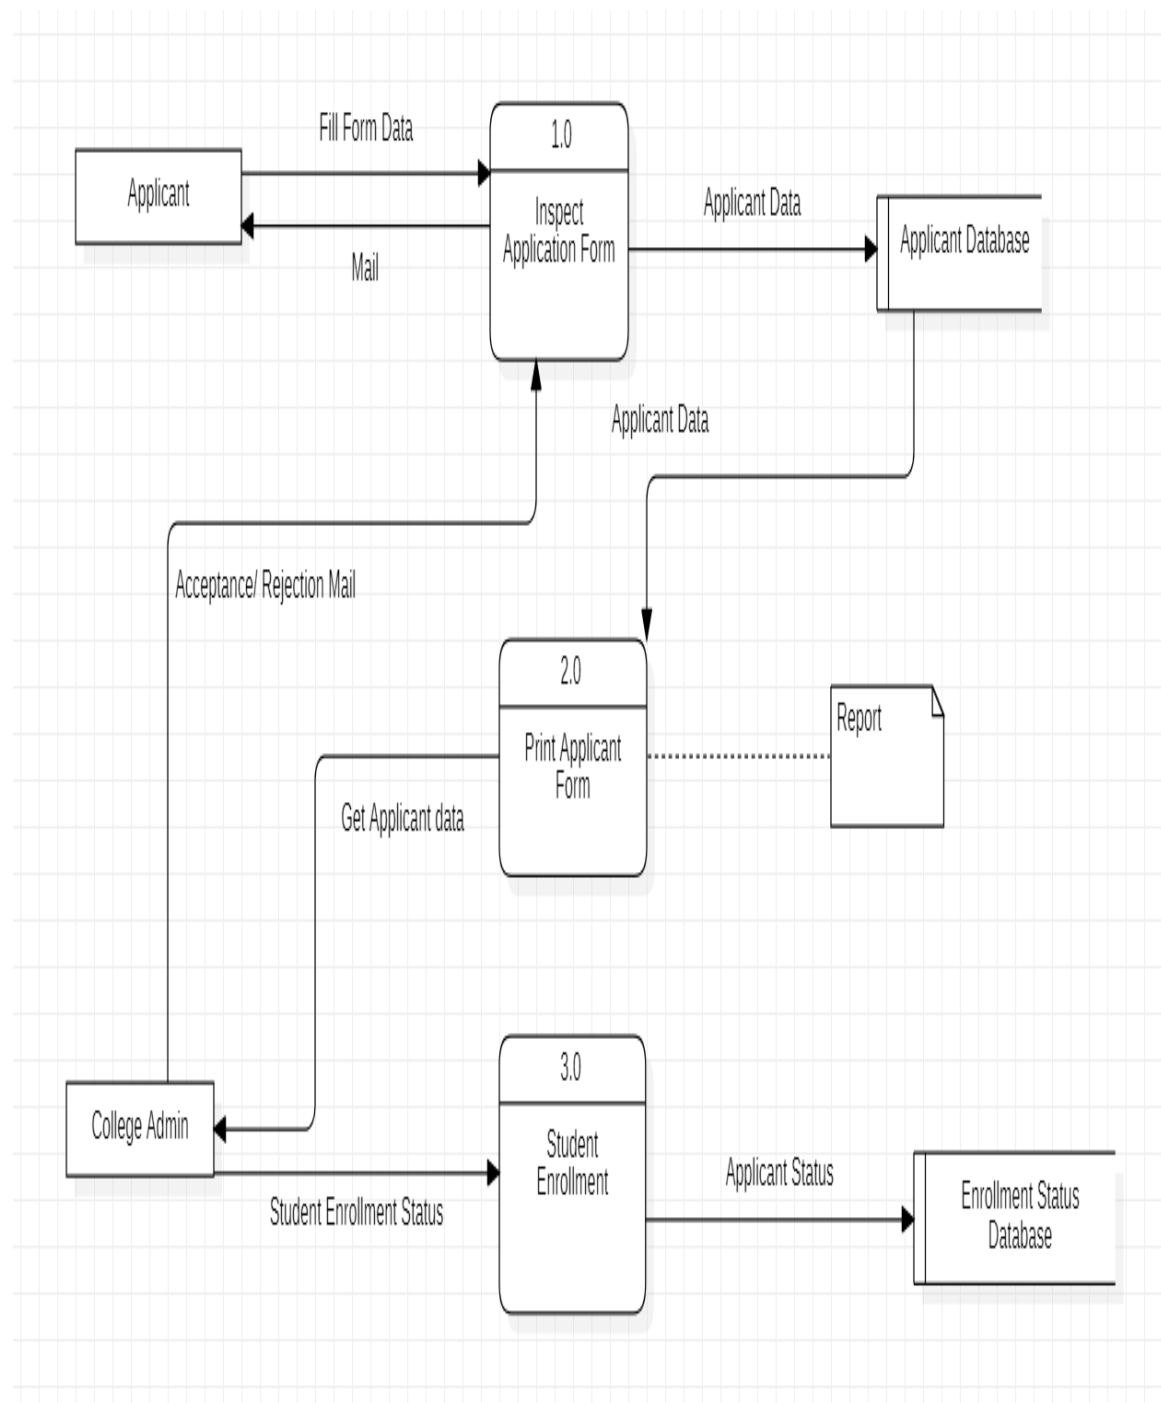 Fill Form Data
1.0
Applicant
Inspect
Application Form
Applicant Data
Applicant Database
Mail
Applicant Data
Acceptance/ Rejection Mail
2.0
Print Applicant
Form
Report
Get Applicant data
3.0
College Admin
Student
Enrollment
Applicant Status
Student Enrollment Status
Enrollment Status
Database